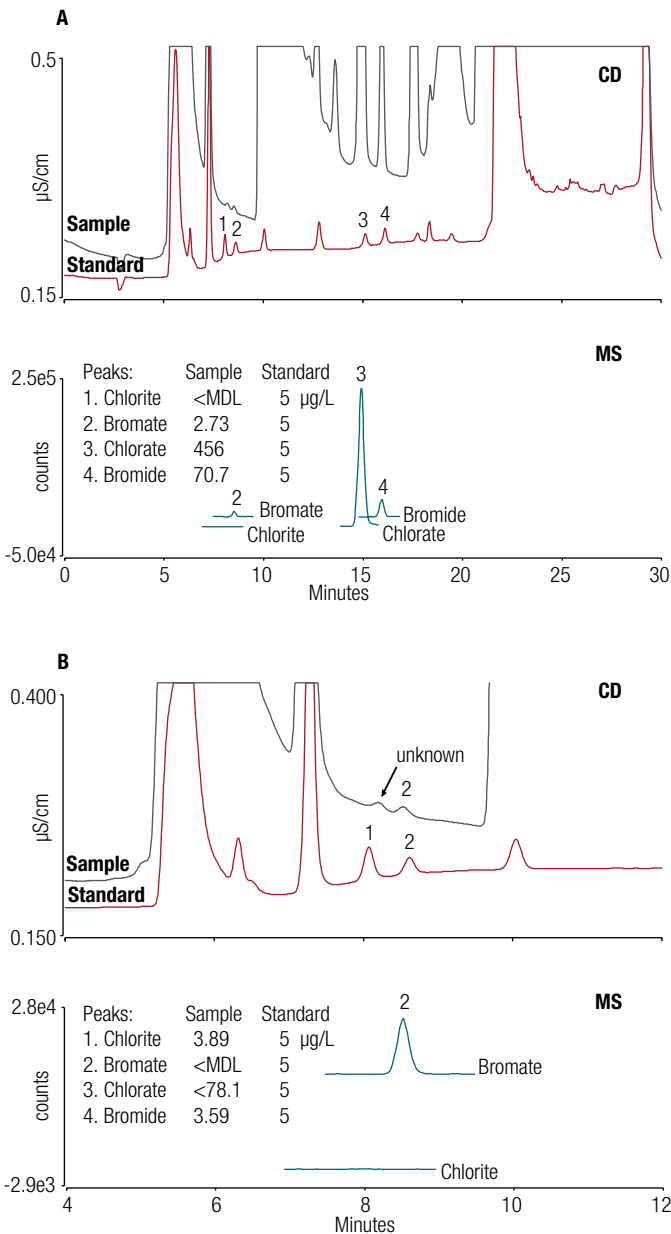 A
0.5
CD
µS/cm
Sample
Standard
1
2
3
4
0.15
MS
2.5e5
counts
Peaks: Sample Standard
1. Chlorite <MDL 5 µg/L
2. Bromate 2.73 5
3. Chlorate 456 5
4. Bromide 70.7 5
3
4
2
Bromate
Bromide
Chlorite
Chlorate
-5.0e4
0 5 10 15 20 25 30
Minutes
B
0.400
CD
µS/cm
unknown
2
1
2
Sample
Standard
0.150
4 6 8 10 12
MS
2.8e4
counts
Peaks: Sample Standard
1. Chlorite 3.89 5 µg/L
2. Bromate <MDL 5
3. Chlorate <78.1 5
4. Bromide 3.59 5
2
Bromate
Chlorite
-2.9e3
4 6 8 10 12
Minutes